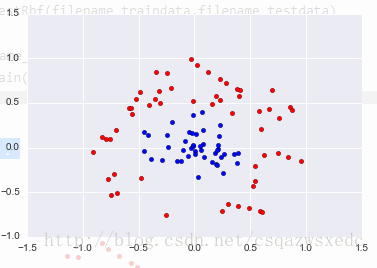 Rbf(filename_traindata,filename_testdata)
1.5
1.0
0.5
0.0
−0.5
−1.0
−1.5 −1.0 −0.5 0.0 0.5 1.0 1.5
http://blog.csdn.net/csqazwsxedc